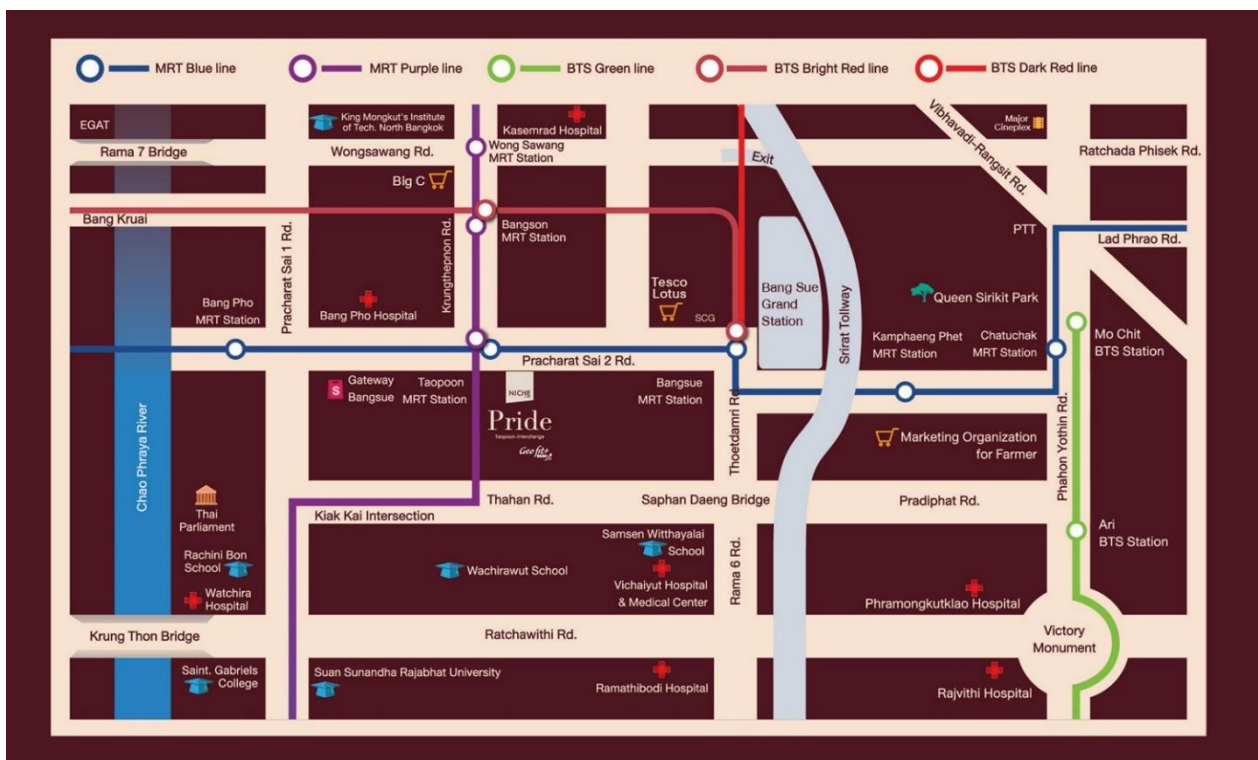 MRT Blue line
MRT Purple line
BTS Green line
BTS Bright Red line
BTS Dark Red line
EGAT
King Mongkut's Institute
of Tech. North Bangkok
Kasemrad Hospital
Major
Cineplex
Vibhavadi-Rangsit Rd.
Rama 7 Bridge
Wongsawang Rd.
Wong Sawang
MRT Station
Exit
Ratchada Phisek Rd.
Big C
Bang Kruai
Pracharat Sai 1 Rd.
Krungthepnon Rd.
Bangson
MRT Station
PTT
Lad Phrao Rd.
Bang Pho
MRT Station
Bang Pho Hospital
Tesco
Lotus
SCG
Bang Sue
Grand
Station
Srirat Tollway
Queen Sirikit Park
Kamphaeng Phet
MRT Station
Chatuchak
MRT Station
Mo Chit
BTS Station
Pracharat Sai 2 Rd.
S
Gateway
Bangsue
Taopoon
MRT Station
NICHE
Pride
Taopoon-Interchange
Geo fits
Bangsue
MRT Station
Thoetdamri Rd.
Marketing Organization
for Farmer
Phahon Yothin Rd.
Chao Phraya River
Thahan Rd.
Saphan Daeng Bridge
Pradiphat Rd.
Kiak Kai Intersection
Thai
Parliament
Rachini Bon
School
Watchira
Hospital
Wachirawut School
Samsen Witthayalai
School
Vichaiyut Hospital
& Medical Center
Rama 6 Rd.
Ari
BTS Station
Phramongkutklao Hospital
Krung Thon Bridge
Ratchawithi Rd.
Victory
Monument
Saint. Gabriels
College
Suan Sunandha Rajabhat University
Ramathibodi Hospital
Rajvithi Hospital